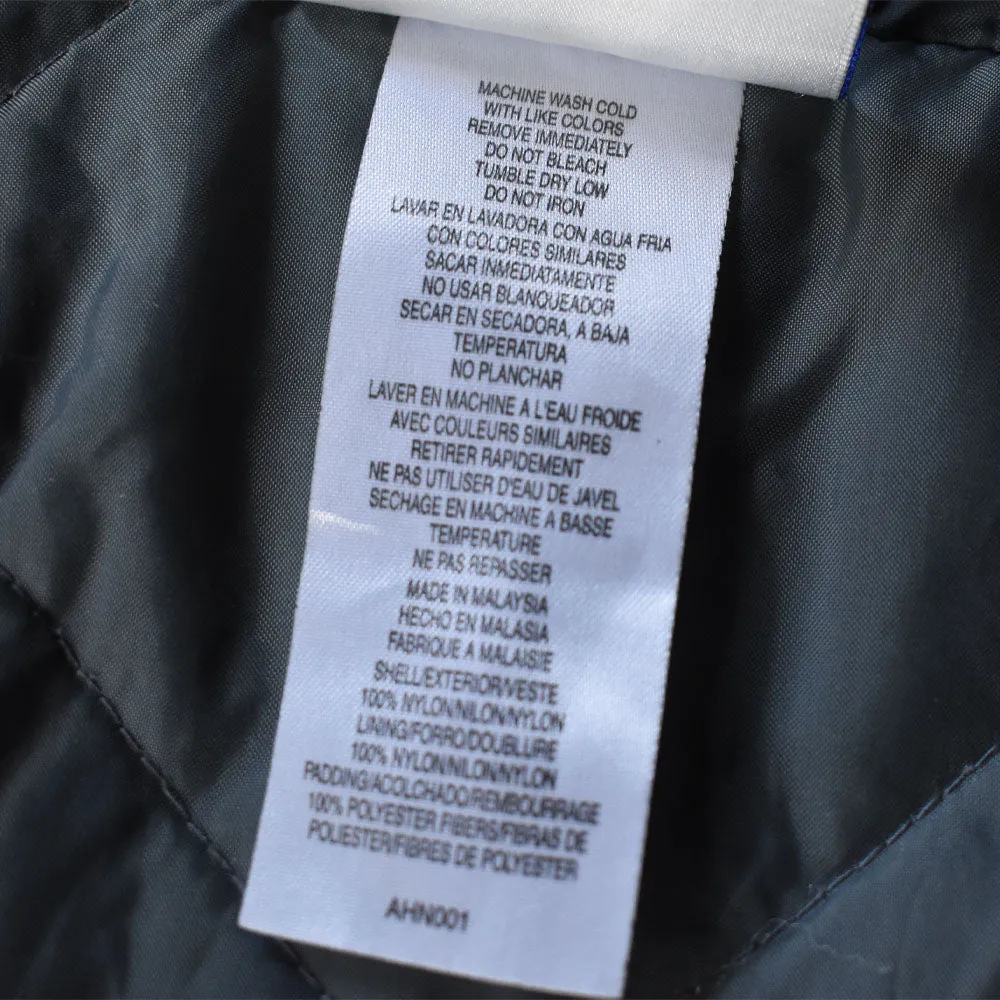 MACHINE WASH COLD
WITH LIKE COLORS
REMOVE IMMEDIATELY
DO NOT BLEACH
TUMBLE DRY LOW
DO NOT IRON
LAVAR EN LAVADORA CON AGUA FRIA
CON COLORES SIMILARES
SACAR INMEDIATAMENTE
NO USAR BLANQUEADOR
SECAR EN SECADORA, A BAJA
TEMPERATURA
NO PLANCHAR
LAVER EN MACHINE A L'EAU FROIDE
AVEC COULEURS SIMILAIRES
RETIRER RAPIDEMENT
NE PAS UTILISER D'EAU DE JAVEL
SECHAGE EN MACHINE A BASSE
TEMPERATURE
NE PAS REPASSER
MADE IN MALAYSIA
HECHO EN MALASIA
FABRIQUE A MALAISIE
SHELL/EXTERIOR/VESTE
100% NYLON/NILON/NYLON
LINING/FORRO/DOUBLURE
100% NYLON/NILON/NYLON
PADDING/ACOLCHADO/REMBOURRAGE
100% POLYESTER FIBERS/FIBRAS DE
POLIESTER/FIBRES DE POLYESTER
AHN001